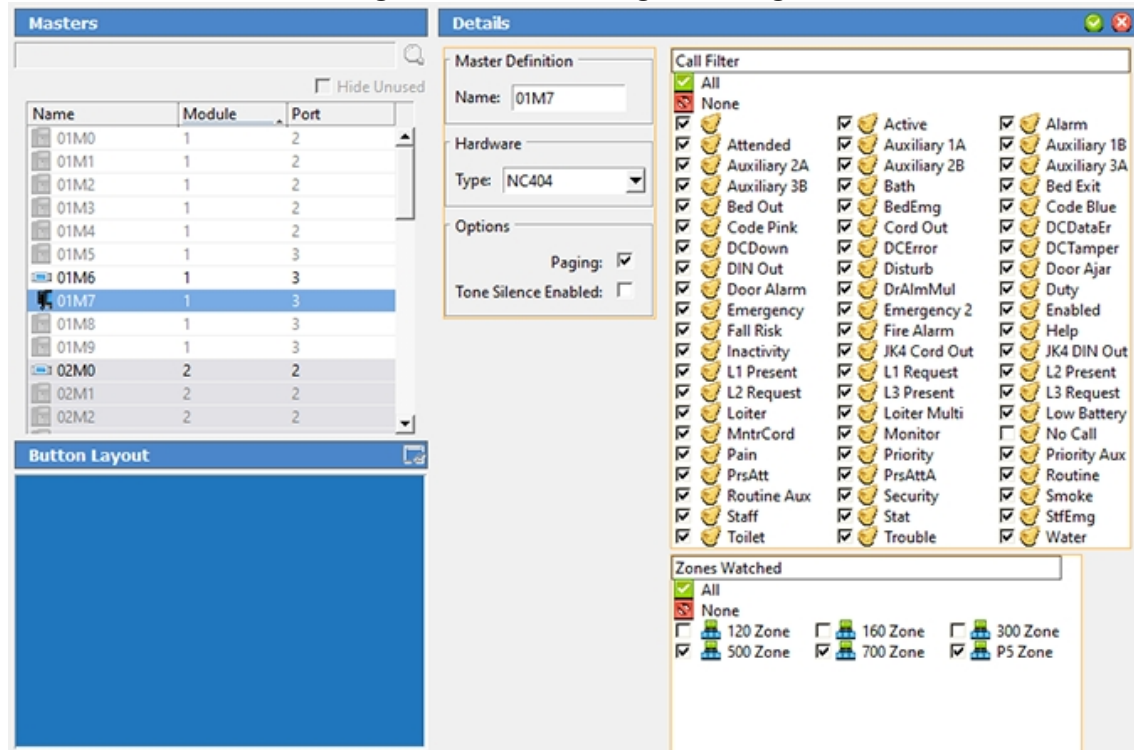 Masters
Hide Unused
Name Module Port
01M0 1 2
01M1 1 2
01M2 1 2
01M3 1 2
01M4 1 2
01M5 1 3
01M6 1 3
01M7 1 3
01M8 1 3
01M9 1 3
02M0 2 2
02M1 2 2
02M2 2 2
Button Layout
Details
Master Definition
Name: 01M7
Hardware
Type: NC404
Options
Paging:
Tone Silence Enabled:
Call Filter
All
None
Active Alarm
Attended Auxiliary 1A Auxiliary 1B
Auxiliary 2A Auxiliary 2B Auxiliary 3A
Auxiliary 3B Bath Bed Exit
Bed Out BedEmg Code Blue
Code Pink Cord Out DCDataEr
DCDown DCError DCTamper
DIN Out Disturb Door Ajar
Door Alarm DrAlmMul Duty
Emergency Emergency 2 Enabled
Fall Risk Fire Alarm Help
Inactivity JK4 Cord Out JK4 DIN Out
L1 Present L1 Request L2 Present
L2 Request L3 Present L3 Request
Loiter Loiter Multi Low Battery
MntrCord Monitor No Call
Pain Priority Priority Aux
PrsAtt PrsAttA Routine
Routine Aux Security Smoke
Staff Stat StfEmg
Toilet Trouble Water
Zones Watched
All
None
120 Zone 160 Zone 300 Zone
500 Zone 700 Zone P5 Zone